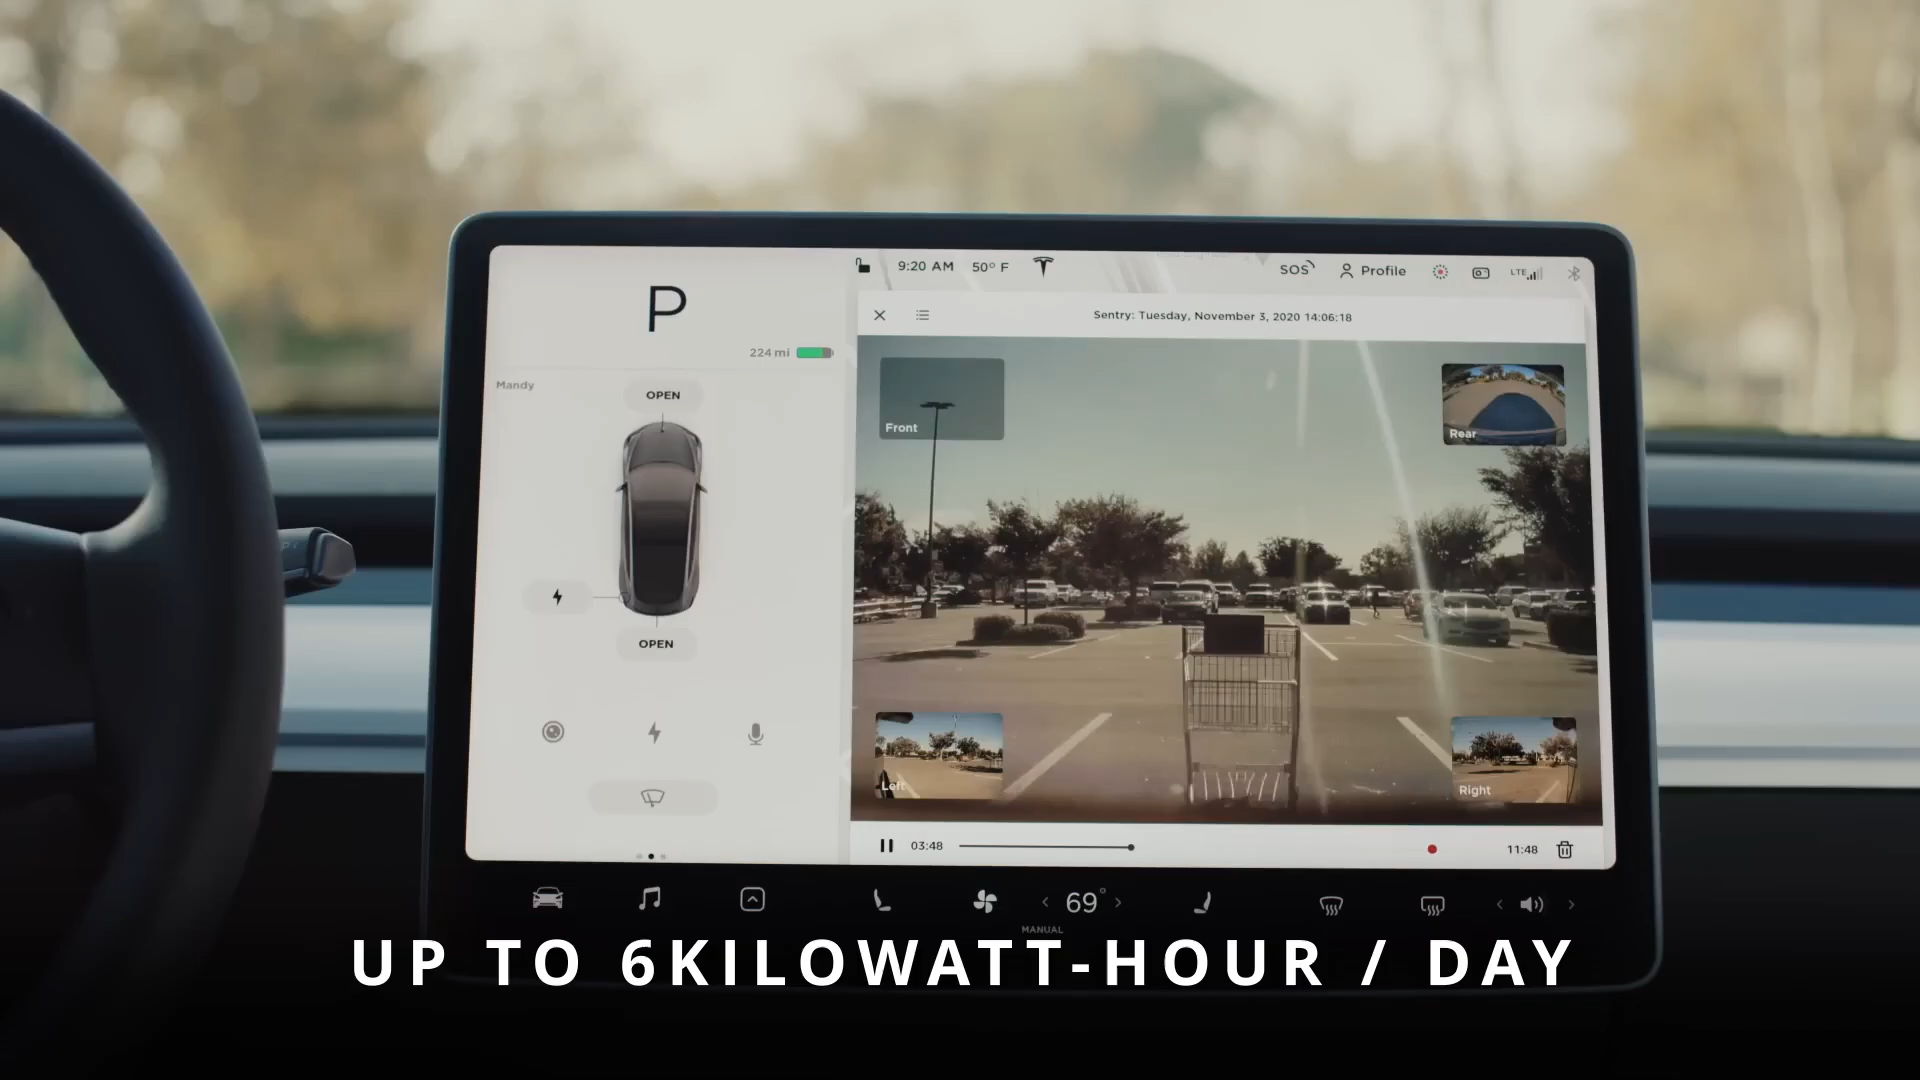 9:20 AM 50° F
SOS Profile LTE
P
Sentry: Tuesday, November 3, 2020 14:06:18
224 mi
Mandy
OPEN
Front
Rear
OPEN
Left
Right
03:48
11:48
69°
MANUAL
UP TO 6KILOWATT-HOUR / DAY